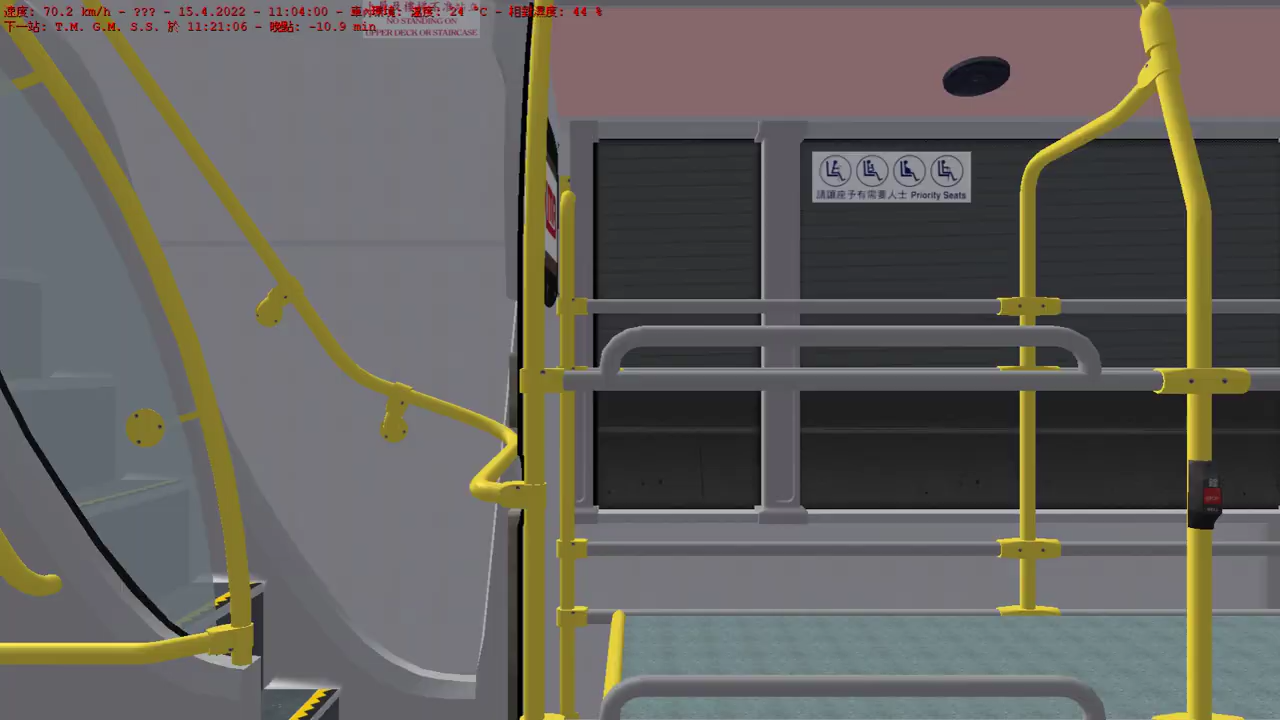 速度: 70.2 km/h - ??? - 15.4.2022 - 11:04:00 - 車內環境: 溫度: 24 °C - 相對濕度: 44 %
下一站: T.M. G.M. S.S. 於 11:21:06 - 晚點: -10.9 min
NO STANDING ON
UPPER DECK OR STAIRCASE
請讓座予有需要人士 Priority Seats